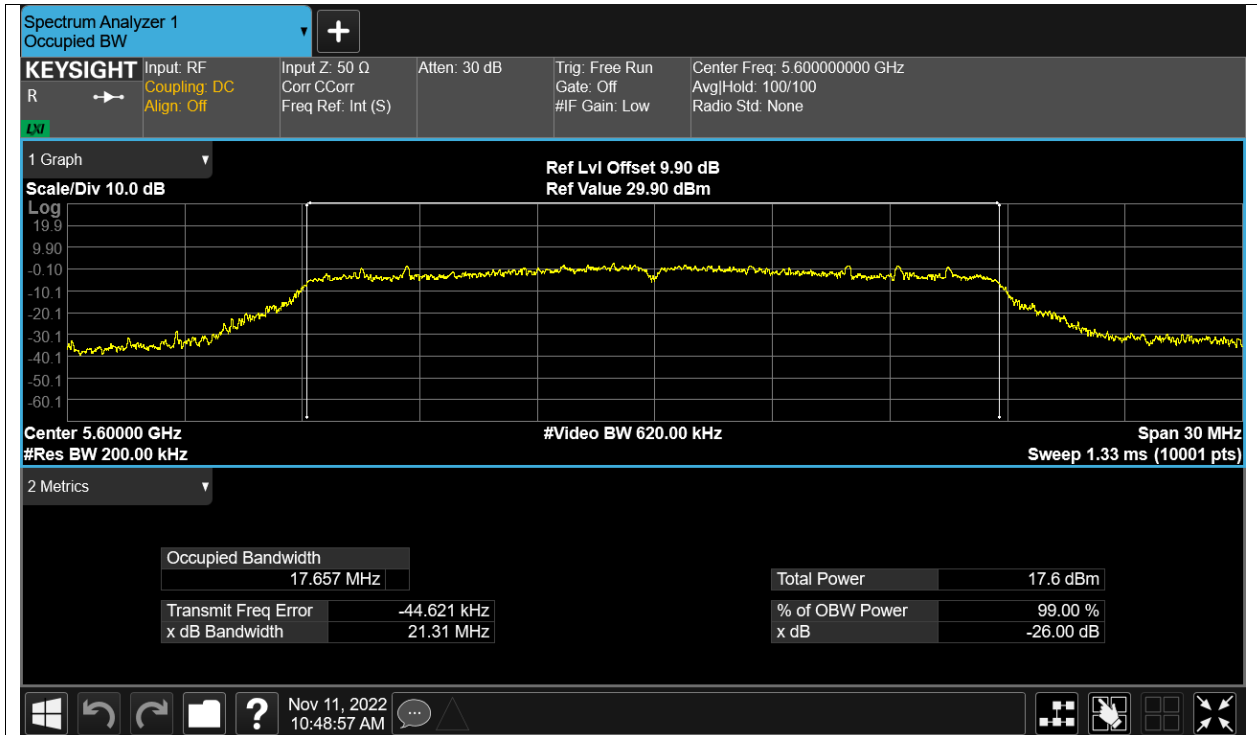 Spectrum Analyzer 1
Occupied BW
KEYSIGHT
R
LXI
Input: RF
Coupling: DC
Align: Off
Input Z: 50 Ω
Corr CCorr
Freq Ref: Int (S)
Atten: 30 dB
Trig: Free Run
Gate: Off
#IF Gain: Low
Center Freq: 5.600000000 GHz
Avg|Hold: 100/100
Radio Std: None
1 Graph
Ref Lvl Offset 9.90 dB
Scale/Div 10.0 dB
Ref Value 29.90 dBm
Log
19.9
9.90
-0.10
-10.1
-20.1
-30.1
-40.1
-50.1
-60.1
Center 5.60000 GHz
#Video BW 620.00 kHz
Span 30 MHz
#Res BW 200.00 kHz
Sweep 1.33 ms (10001 pts)
2 Metrics
Occupied Bandwidth
17.657 MHz
Total Power 17.6 dBm
Transmit Freq Error -44.621 kHz
% of OBW Power 99.00 %
x dB Bandwidth 21.31 MHz
x dB -26.00 dB
?
Nov 11, 2022
10:48:57 AM